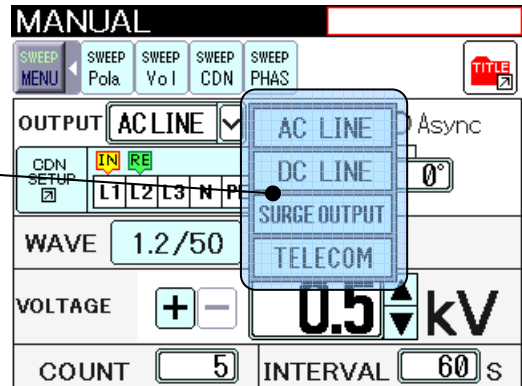 MANUAL
SWEEP MENU SWEEP Pola SWEEP Vol SWEEP CDN SWEEP PHAS TITLE
OUTPUT AC LINE Async
AC LINE
DC LINE
SURGE OUTPUT
TELECOM
CDN SETUP IN RE
L1 L2 L3 N 0°
WAVE 1.2/50
VOLTAGE + − 0.5 kV
COUNT 5 INTERVAL 60 S